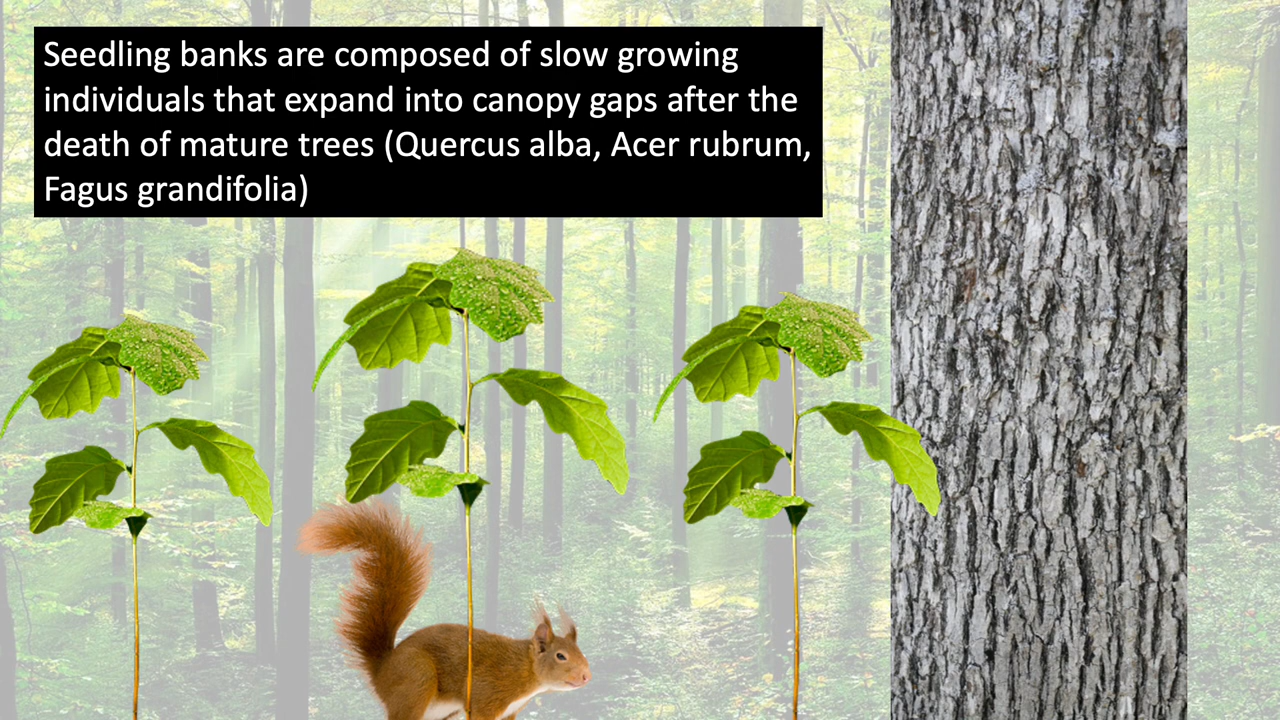 Seedling banks are composed of slow growing
individuals that expand into canopy gaps after the
death of mature trees (Quercus alba, Acer rubrum,
Fagus grandifolia)